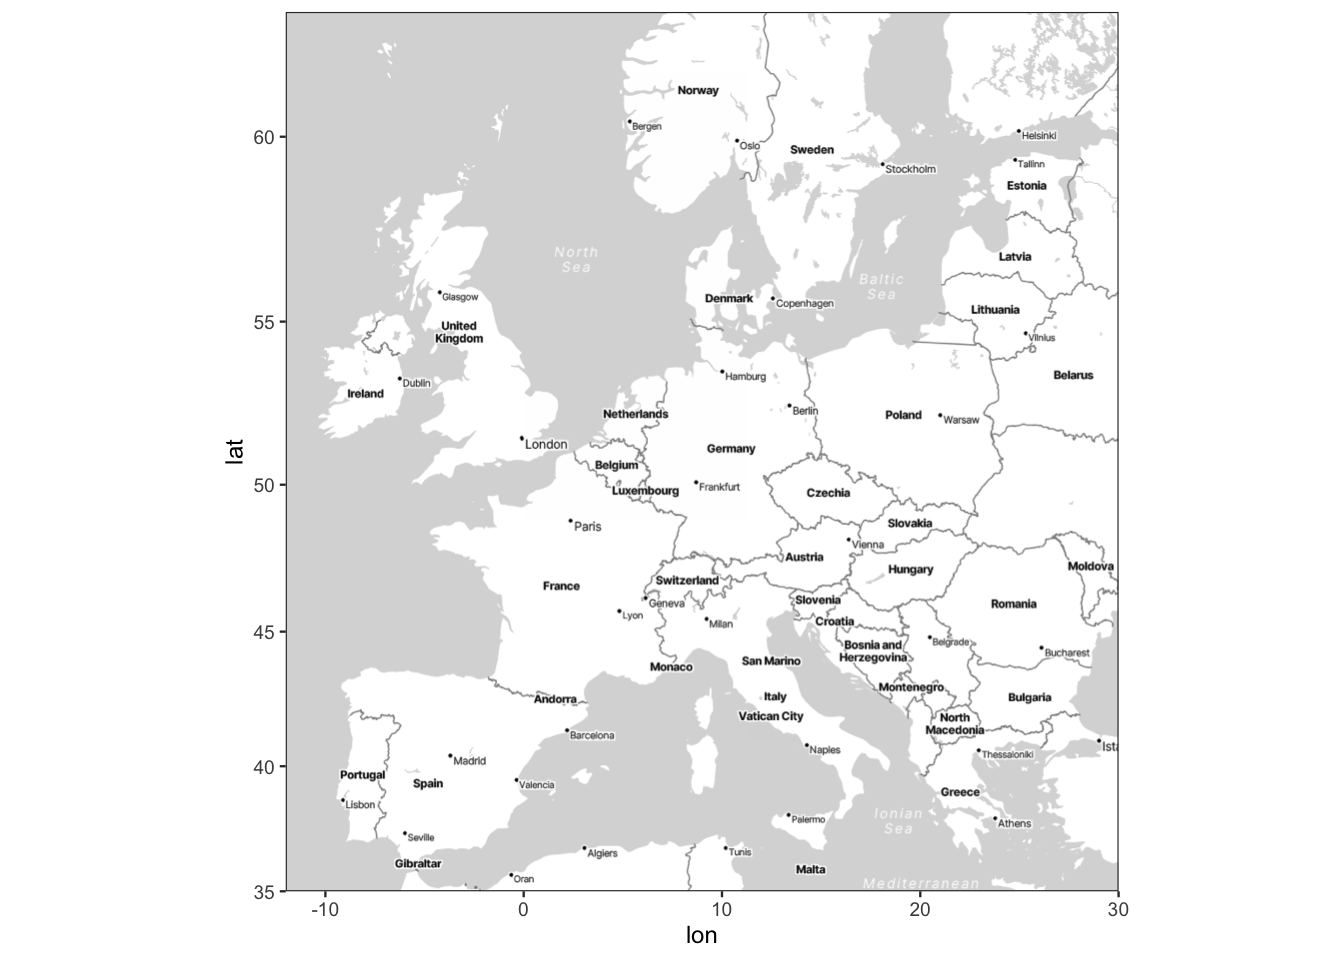 Norway
Bergen
Oslo
Sweden
Stockholm
Helsinki
Tallinn
Estonia
North
Sea
Latvia
Baltic
Sea
Glasgow
Denmark
Copenhagen
Lithuania
United
Kingdom
Vilnius
Dublin
Ireland
Hamburg
Belarus
Netherlands
Berlin
Poland
Warsaw
London
Germany
Belgium
Luxembourg
Frankfurt
Czechia
Paris
Slovakia
Vienna
Austria
Hungary
Moldova
France
Switzerland
Geneva
Slovenia
Romania
Lyon
Milan
Croatia
Belgrade
Bosnia and
Herzegovina
Bucharest
Monaco
San Marino
Andorra
Italy
Montenegro
Bulgaria
Vatican City
North
Macedonia
Barcelona
Naples
Ista
Thessaloniki
Madrid
Portugal
Spain
Valencia
Greece
Lisbon
Palermo
Ionian
Sea
Athens
Seville
Algiers
Tunis
Gibraltar
Malta
Oran
Mediterranean
60
55
50
45
40
35
lat
-10
0
10
20
30
lon